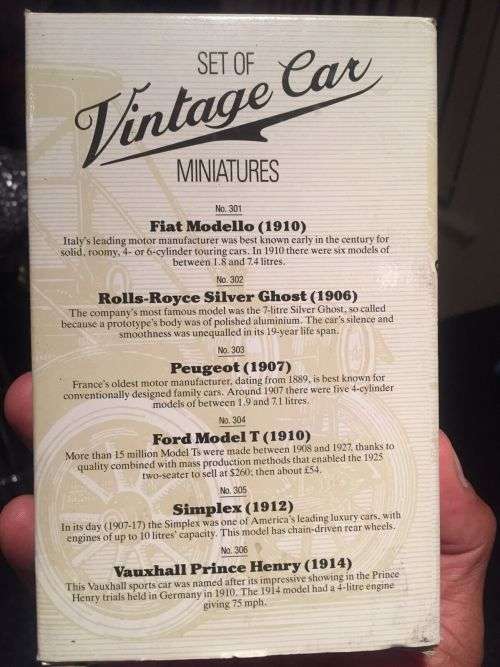 SET OF
Vintage Car
MINIATURES
No. 301
Fiat Modello (1910)
Italy's leading motor manufacturer was best known early in the century for
solid, roomy, 4- or 6-cylinder touring cars. In 1910 there were six models of
between 1.8 and 7.4 litres.
No. 302
Rolls-Royce Silver Ghost (1906)
The company's most famous model was the 7-litre Silver Ghost, so called
because a prototype's body was of polished aluminium. The car's silence and
smoothness was unequalled in its 19-year life span.
No. 303
Peugeot (1907)
France's oldest motor manufacturer, dating from 1889, is best known for
conventionally designed family cars. Around 1907 there were five 4-cylinder
models of between 1.9 and 7.1 litres.
No. 304
Ford Model T (1910)
More than 15 million Model Ts were made between 1908 and 1927, thanks to
quality combined with mass production methods that enabled the 1925
two-seater to sell at $260; then about £54.
No. 305
Simplex (1912)
In its day (1907-17) the Simplex was one of America's leading luxury cars, with
engines of up to 10 litres' capacity. This model has chain-driven rear wheels.
No. 306
Vauxhall Prince Henry (1914)
This Vauxhall sports car was named after its impressive showing in the Prince
Henry trials held in Germany in 1910. The 1914 model had a 4-litre engine
giving 75 mph.